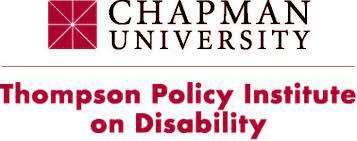 CHAPMAN
UNIVERSITY
Thompson Policy Institute
on Disability